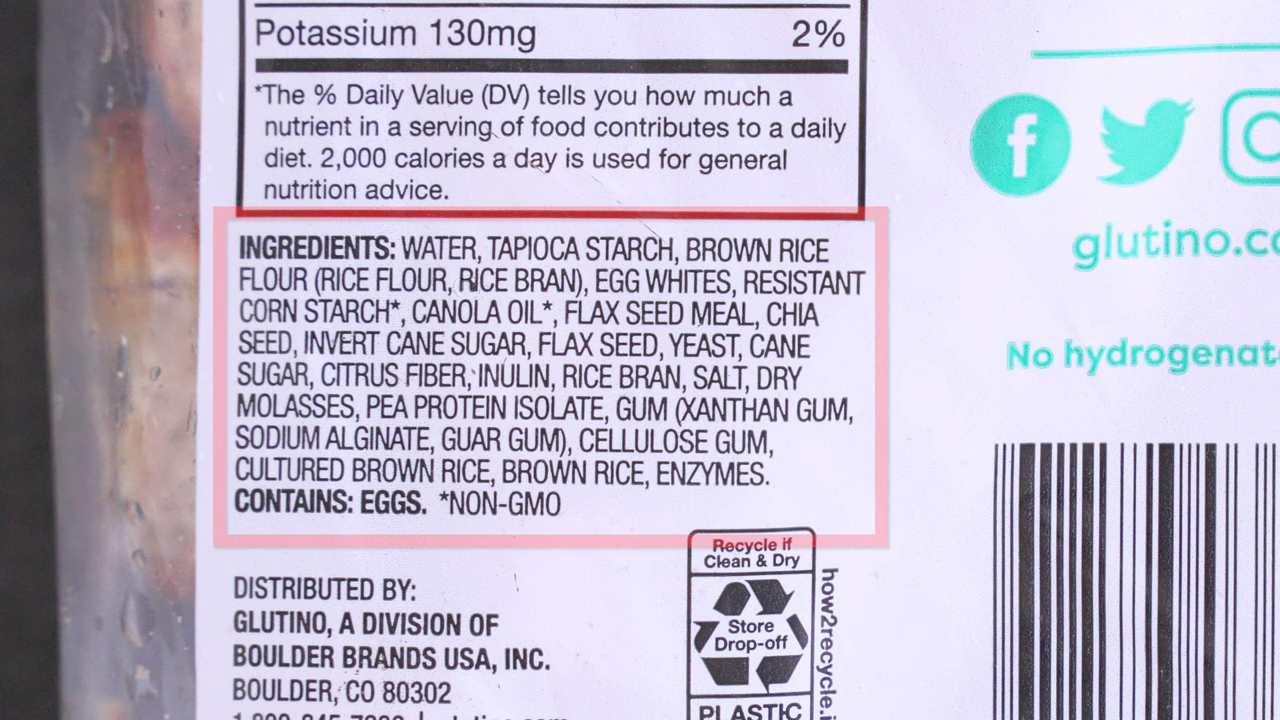 Potassium 130mg 2%
*The % Daily Value (DV) tells you how much a
nutrient in a serving of food contributes to a daily
diet. 2,000 calories a day is used for general
nutrition advice.
INGREDIENTS: WATER, TAPIOCA STARCH, BROWN RICE
FLOUR (RICE FLOUR, RICE BRAN), EGG WHITES, RESISTANT
CORN STARCH*, CANOLA OIL*, FLAX SEED MEAL, CHIA
SEED, INVERT CANE SUGAR, FLAX SEED, YEAST, CANE
SUGAR, CITRUS FIBER, INULIN, RICE BRAN, SALT, DRY
MOLASSES, PEA PROTEIN ISOLATE, GUM (XANTHAN GUM,
SODIUM ALGINATE, GUAR GUM), CELLULOSE GUM,
CULTURED BROWN RICE, BROWN RICE, ENZYMES.
CONTAINS: EGGS. *NON-GMO
DISTRIBUTED BY:
GLUTINO, A DIVISION OF
BOULDER BRANDS USA, INC.
BOULDER, CO 80302
Recycle if
Clean & Dry
Store
Drop-off
PLASTIC
how2recycle.i
glutino.co
No hydrogenat